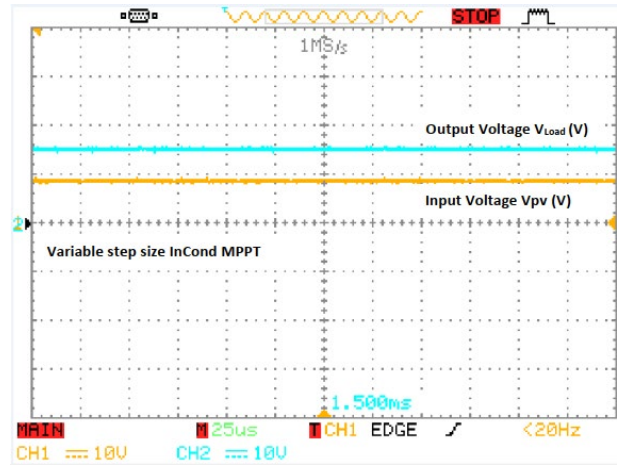 STOP
1MS/s
Output Voltage VLoad (V)
Input Voltage Vpv (V)
2
Variable step size InCond MPPT
1.500ms
MAIN M 25us T CH1 EDGE <20Hz
CH1 10V CH2 10V